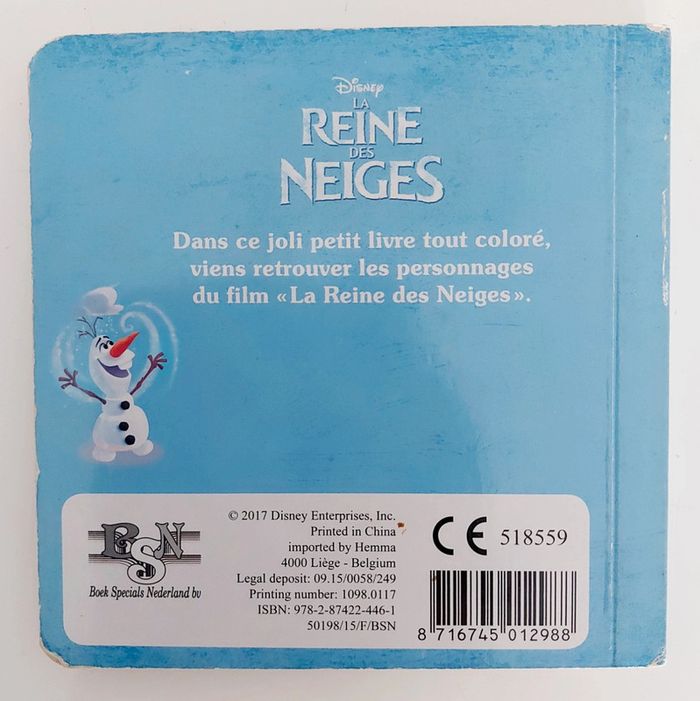 Disney
LA
REINE
DES
NEIGES
Dans ce joli petit livre tout coloré,
viens retrouver les personnages
du film «La Reine des Neiges».
BSN
Boek Specials Nederland bv
© 2017 Disney Enterprises, Inc.
Printed in China
imported by Hemma
4000 Liège - Belgium
Legal deposit: 09.15/0058/249
Printing number: 1098.0117
ISBN: 978-2-87422-446-1
50198/15/F/BSN
CE 518559
8 716745 012988